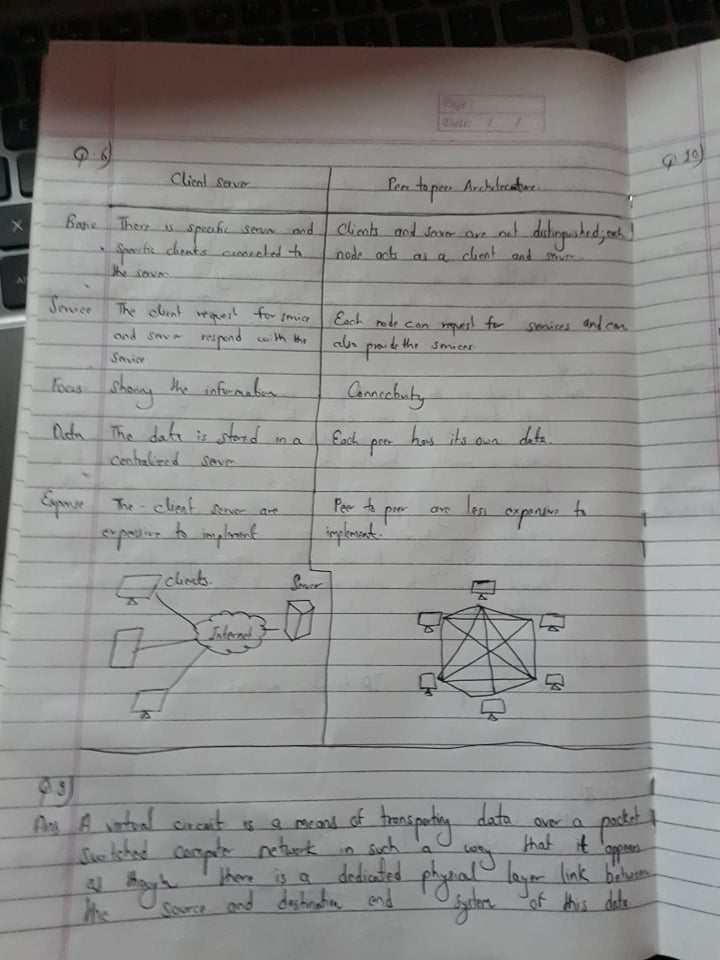 Page:
Date: / /
Q.6)
Q 10)
Client Server
Peer to peer Architecture.
Basic There is specific server and
specific clients connected to
the server
Clients and server are not distinguished, each
node acts as a client and server.
Service The client request for service
and serve respond with the
service
Each node can request for services and can
also provide the services.
Focus sharing the information
Connectivity
Data The data is stored in a
centralized server.
Each peer has its own data.
Expense The client server are
expensive to implement
Peer to peer are less expensive to
implement.
clients.
Server
Internet
Q 9)
Ans A virtual circuit is a means of transporting data over a packet
switched computer network in such a way that it appears
as though there is a dedicated physical layer link between
the source and destination end system of this data